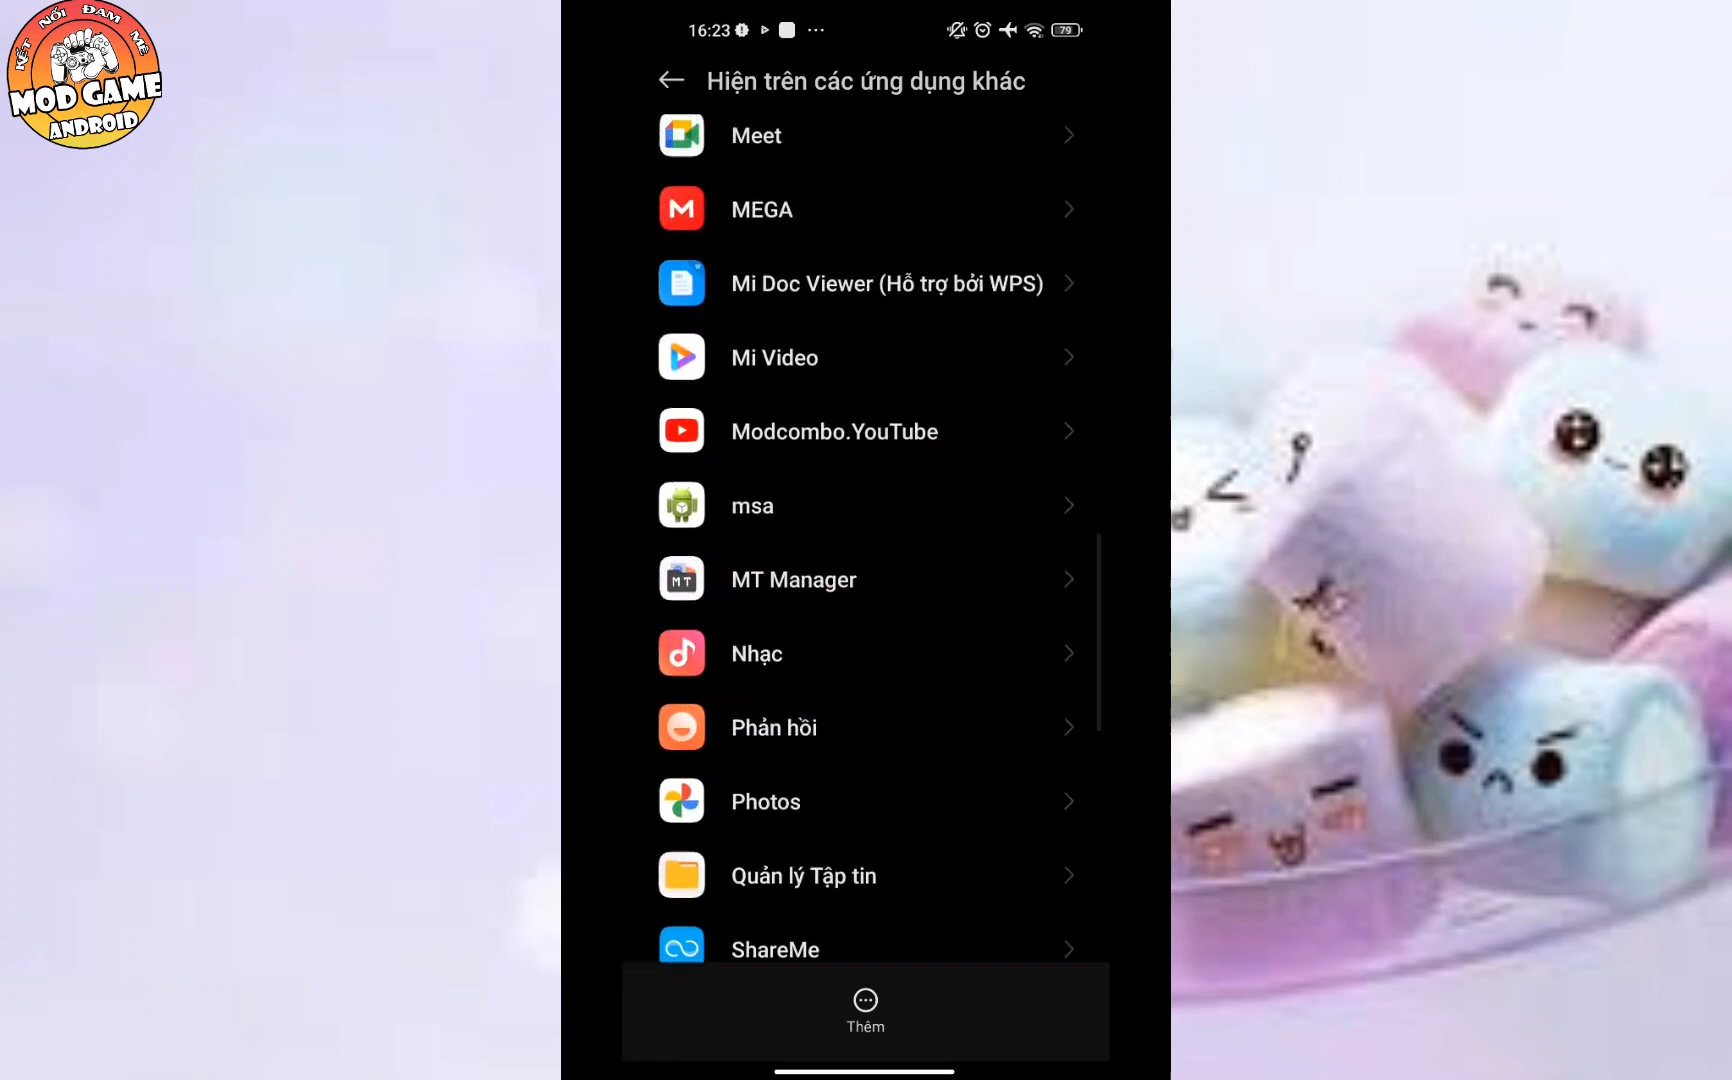 KẾT NỐI ĐAM MÊ
MOD GAME
ANDROID
16:23
79
Hiện trên các ứng dụng khác
Meet
MEGA
Mi Doc Viewer (Hỗ trợ bởi WPS)
Mi Video
Modcombo.YouTube
msa
MT Manager
Nhạc
Phản hồi
Photos
Quản lý Tập tin
ShareMe
Thêm